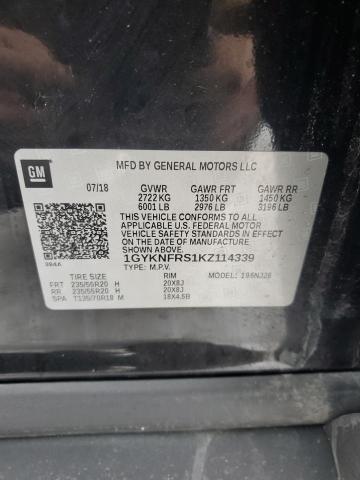 GM
MFD BY GENERAL MOTORS LLC
07/18 GVWR GAWR FRT GAWR RR
2722 KG 1350 KG 1450 KG
6001 LB 2976 LB 3196 LB
THIS VEHICLE CONFORMS TO ALL
APPLICABLE U.S. FEDERAL MOTOR
VEHICLE SAFETY STANDARDS IN EFFECT
ON THE DATE OF MANUFACTURE
SHOWN ABOVE.
1GYKNFRS1KZ114339
TYPE: M.P.V.
TIRE SIZE RIM MODEL:
FRT 235/55R20 H 20X8J
RR 235/55R20 H 20X8J
SPA T135/70R18 M 18X4.5B